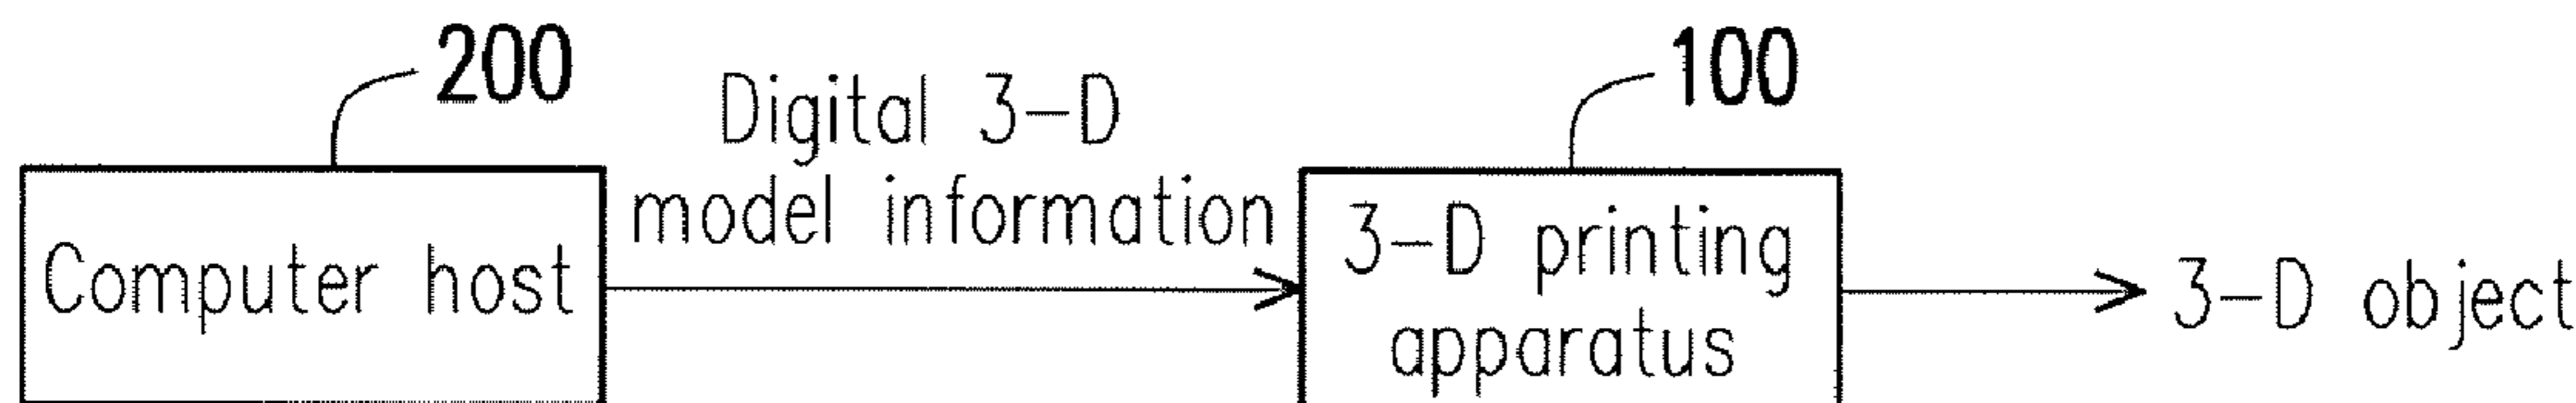 200
100
Digital 3-D
model information
Computer host
3-D printing
apparatus
3-D object